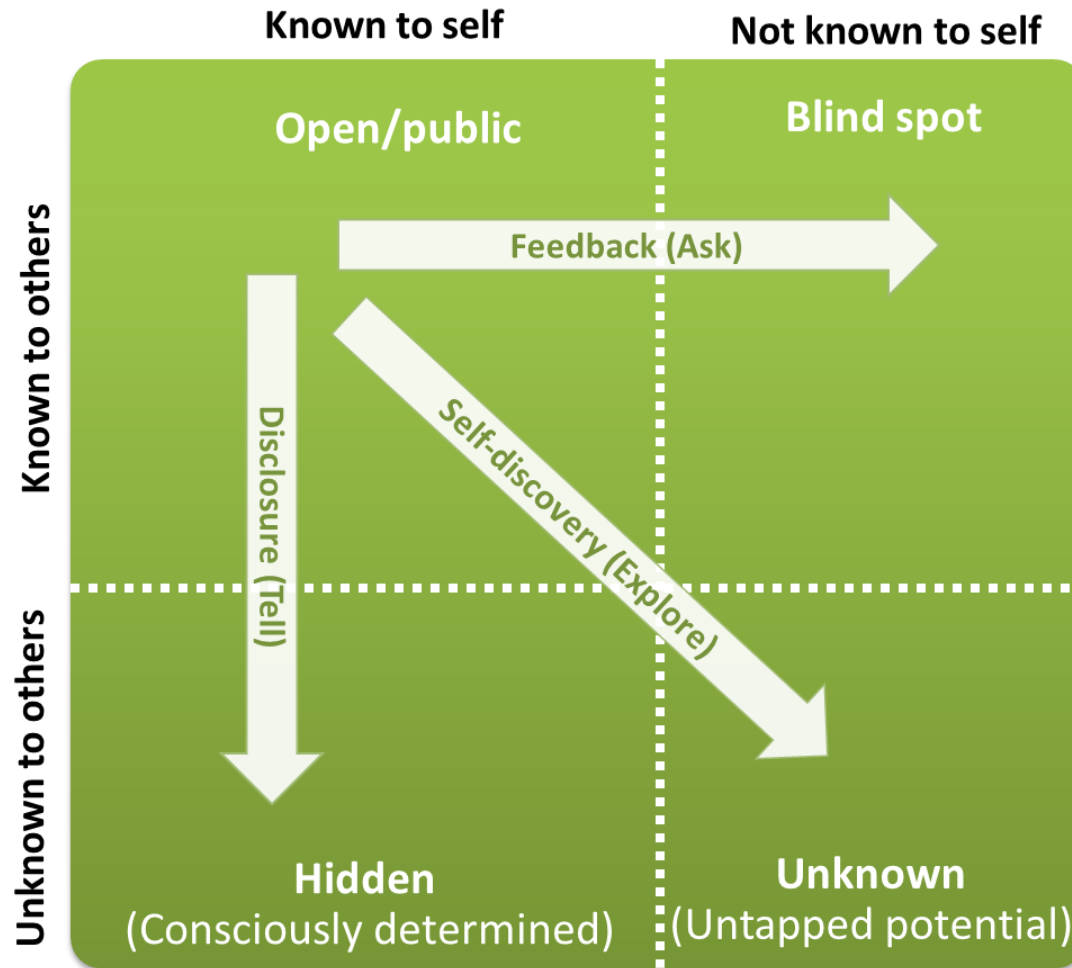 Known to self
Not known to self
Open/public
Blind spot
Known to others
Feedback (Ask)
Disclosure (Tell)
Self-discovery (Explore)
Unknown to others
Hidden
(Consciously determined)
Unknown
(Untapped potential)